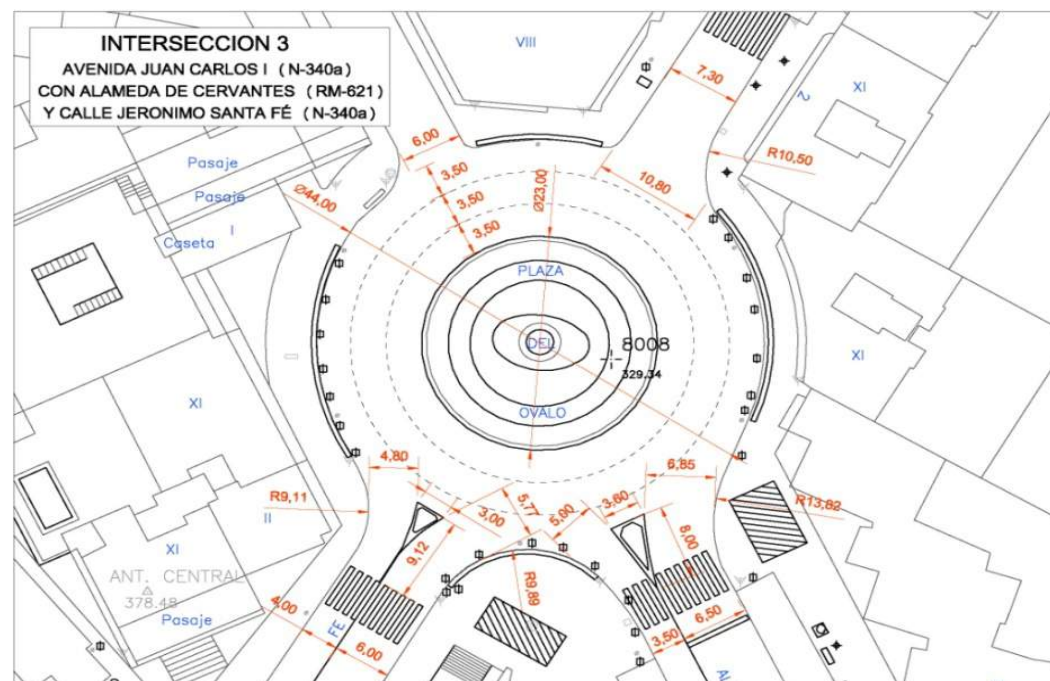 INTERSECCION 3
AVENIDA JUAN CARLOS I ( N-340a)
CON ALAMEDA DE CERVANTES ( RM-621)
Y CALLE JERONIMO SANTA FÉ ( N-340a)
VIII
7,30
2
XI
6,00
3,50
3,50
3,50
Ø44,00
Ø23,00
10,80
R10,50
Pasaje
Pasaje
I
Caseta
PLAZA
DEL
OVALO
8008
329,34
XI
XI
4,80
6,85
R9,11
II
3,00
5,77
5,00
3,60
R13,82
9,12
8,00
XI
ANT. CENTRAL
378.48
Pasaje
R9,89
4,00
FE
6,00
3,50
6,50